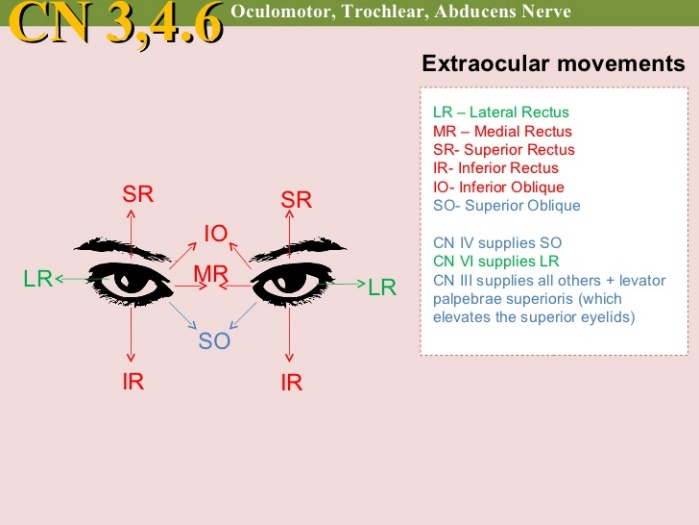 CN 3,4.6
Oculomotor, Trochlear, Abducens Nerve
Extraocular movements
LR – Lateral Rectus
MR – Medial Rectus
SR- Superior Rectus
IR- Inferior Rectus
IO- Inferior Oblique
SO- Superior Oblique
CN IV supplies SO
CN VI supplies LR
CN III supplies all others + levator
palpebrae superioris (which
elevates the superior eyelids)
SR
SR
IO
LR
MR
LR
SO
IR
IR